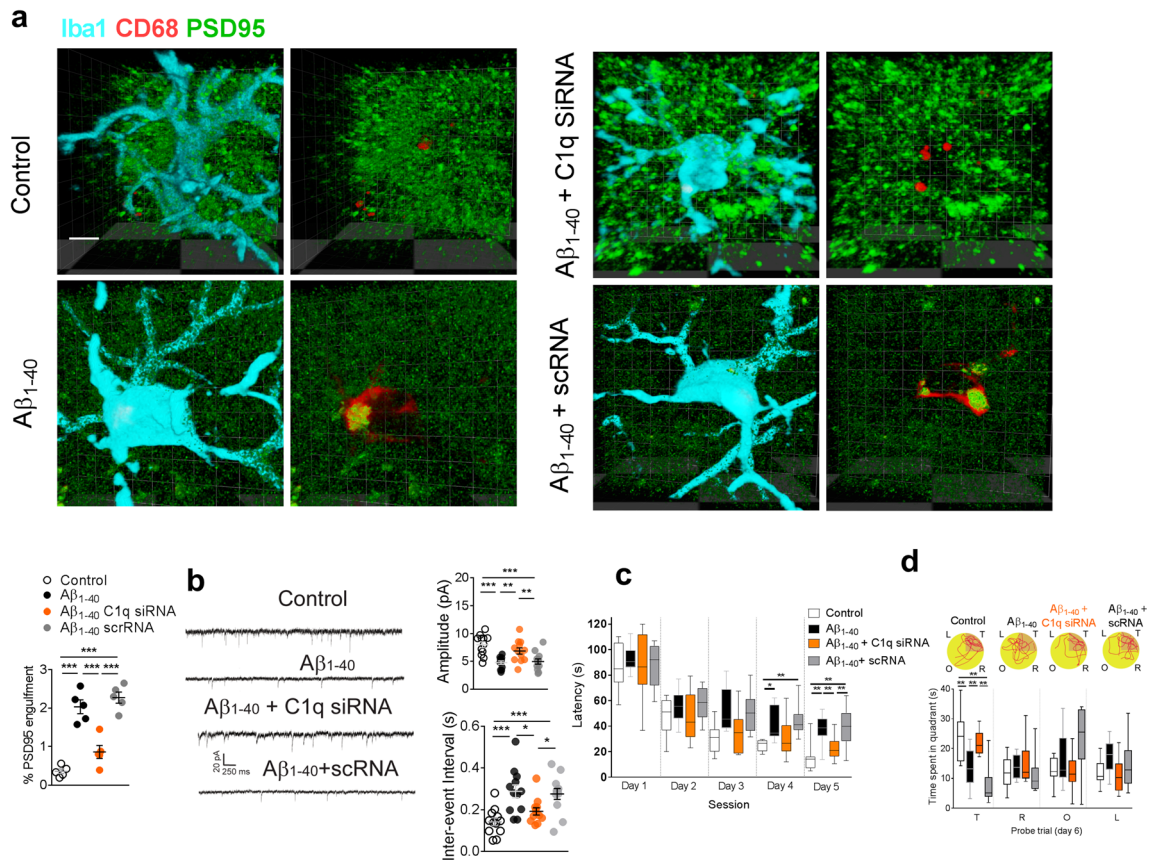 a
Iba1 CD68 PSD95
Control
Aβ1-40
Aβ1-40 + C1q SiRNA
Aβ1-40 + scRNA
Control
Aβ1-40
Aβ1-40 C1q siRNA
Aβ1-40 scrRNA
% PSD95 engulfment
***
*** *** ***
3
2
1
0
b
Control
Aβ1-40
Aβ1-40 + C1q siRNA
20 pA
250 ms
Aβ1-40+scRNA
Amplitude (pA)
***
*** **
**
20
15
10
5
0
Inter-event Interval (s)
***
*** *
*
0.6
0.4
0.2
0.0
c
Control
Aβ1-40
Aβ1-40 + C1q siRNA
Aβ1-40+ scRNA
Latency (s)
120
100
80
60
40
20
0
**
*
**
** ** **
Day 1 Day 2 Day 3 Day 4 Day 5
Session
d
Control
Aβ1-40
Aβ1-40 +
C1q siRNA
Aβ1-40 +
scRNA
L T L T L T L T
O R O R O R O R
**
** ** **
Time spent in quadrant (s)
40
30
20
10
0
T R O L
Probe trial (day 6)